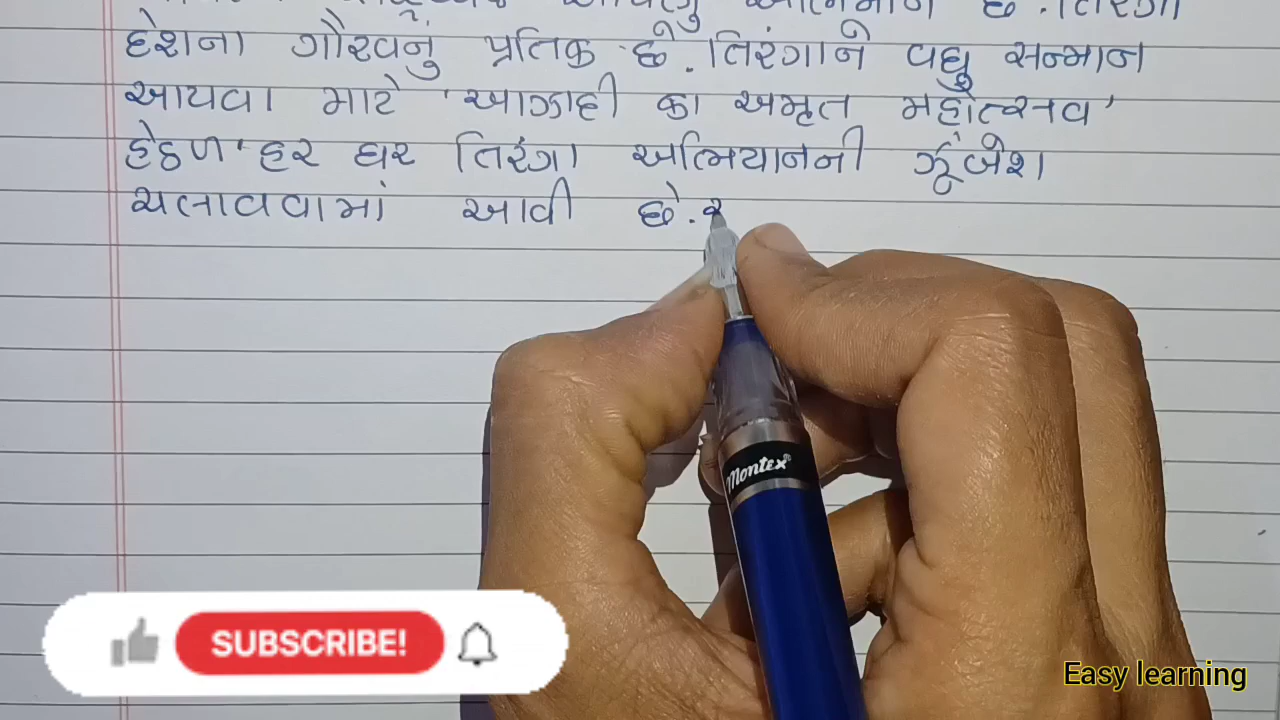 છે. તિરંગા
દેશના ગૌરવનું પ્રતિક છે. તિરંગાને વધુ સન્માન
આપવા માટે 'આઝાદી કા અમૃત મહોત્સવ'
હેઠળ 'હર ઘર તિરંગા અભિયાનની ઝૂંબેશ
ચલાવવામાં આવી છે.
Montex
SUBSCRIBE!
Easy learning